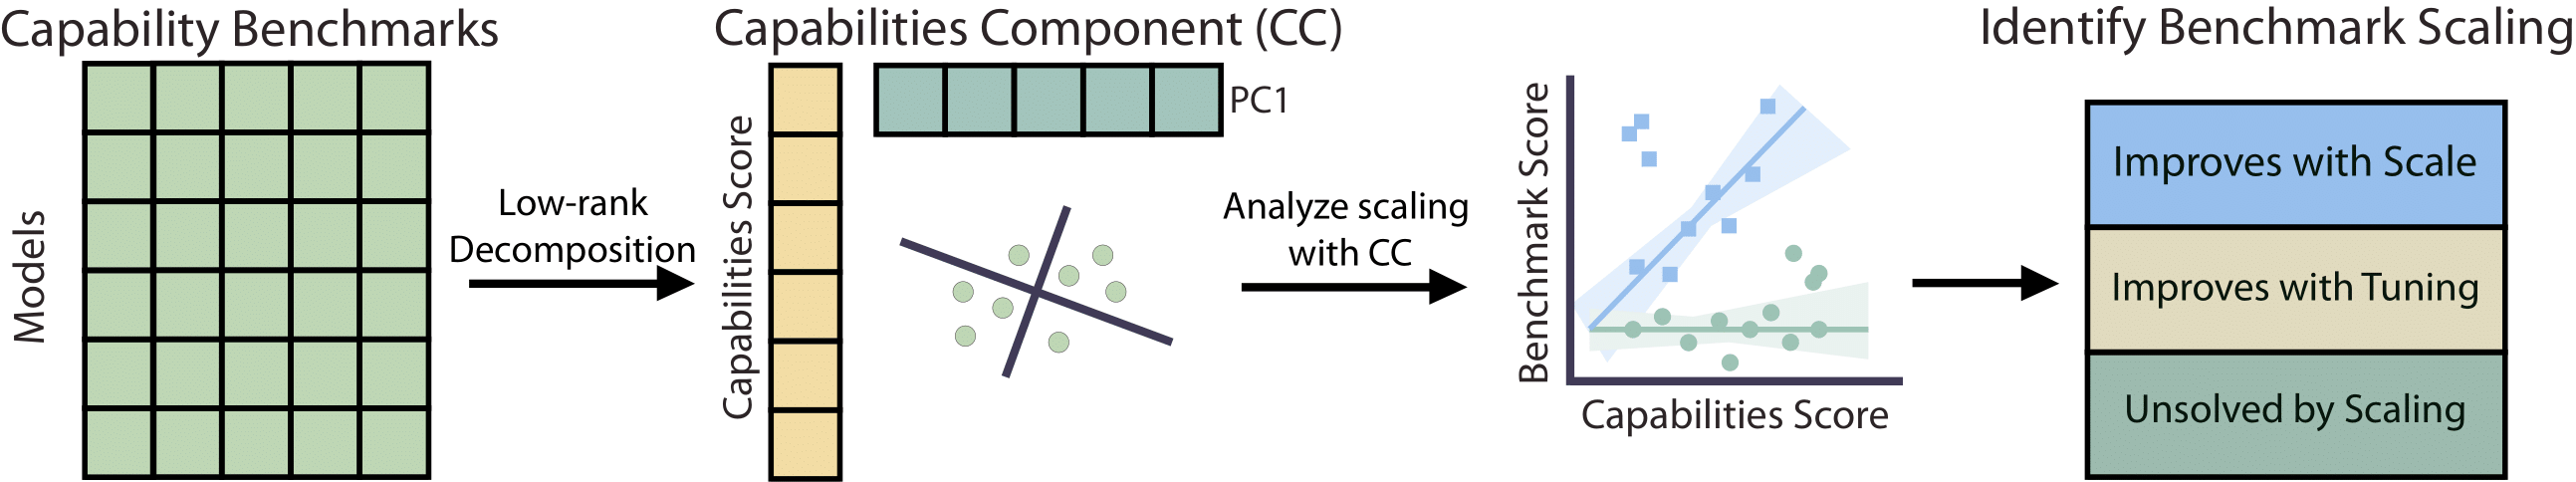 Capability Benchmarks
Models
Low-rank
Decomposition
Capabilities Component (CC)
Capabilities Score
PC1
Analyze scaling
with CC
Benchmark Score
Capabilities Score
Identify Benchmark Scaling
Improves with Scale
Improves with Tuning
Unsolved by Scaling